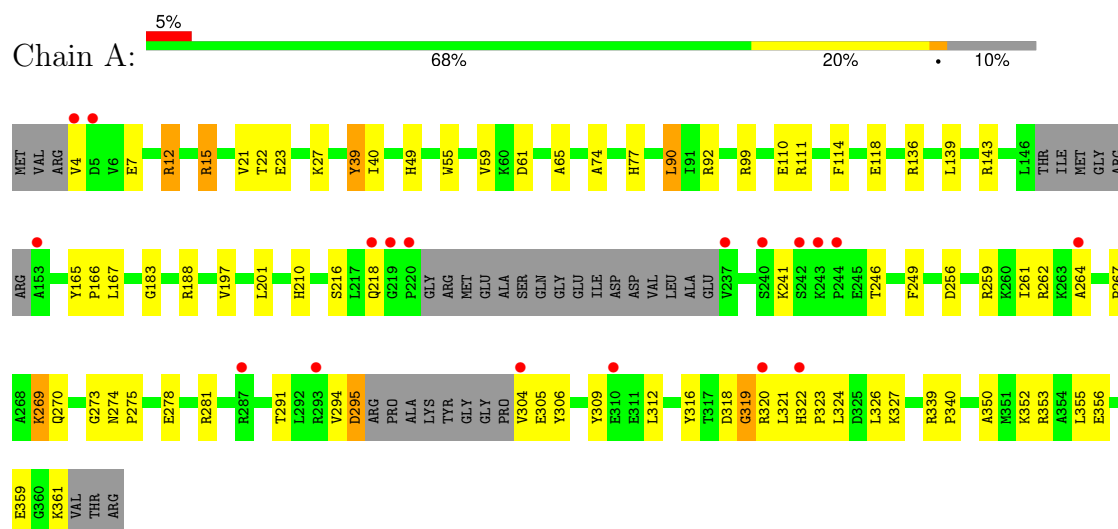 5%
Chain A:
68% 20% • 10%
MET VAL ARG V4 D5 V6 E7 R12 R15 V21 T22 E23 K27 Y39 I40 H49 W55 V59 K60 D61 A65 A74 H77 L90 I91 R92 R99 E110 R111 F114 E118 R136 L139 R143 L146 THR ILE MET GLY ARG
ARG A153 Y165 P166 L167 G183 R188 V197 L201 H210 S216 L217 Q218 G219 P220 GLY ARG MET GLU ALA SER GLN GLY GLU ILE ASP ASP VAL LEU ALA GLU V237 S240 K241 S242 K243 P244 E245 T246 F249 D256 R259 K260 I261 R262 K263 A264
A268 K269 Q270 G273 N274 P275 E278 R281 R287 T291 L292 R293 V294 D295 ARG PRO ALA LYS TYR GLY GLY PRO V304 E305 Y306 Y309 E310 E311 L312 Y316 T317 D318 G319 R320 L321 H322 P323 L324 D325 L326 K327 R339 P340 A350 M351 K352 R353 A354 L355 E356
E359 G360 K361 VAL THR ARG